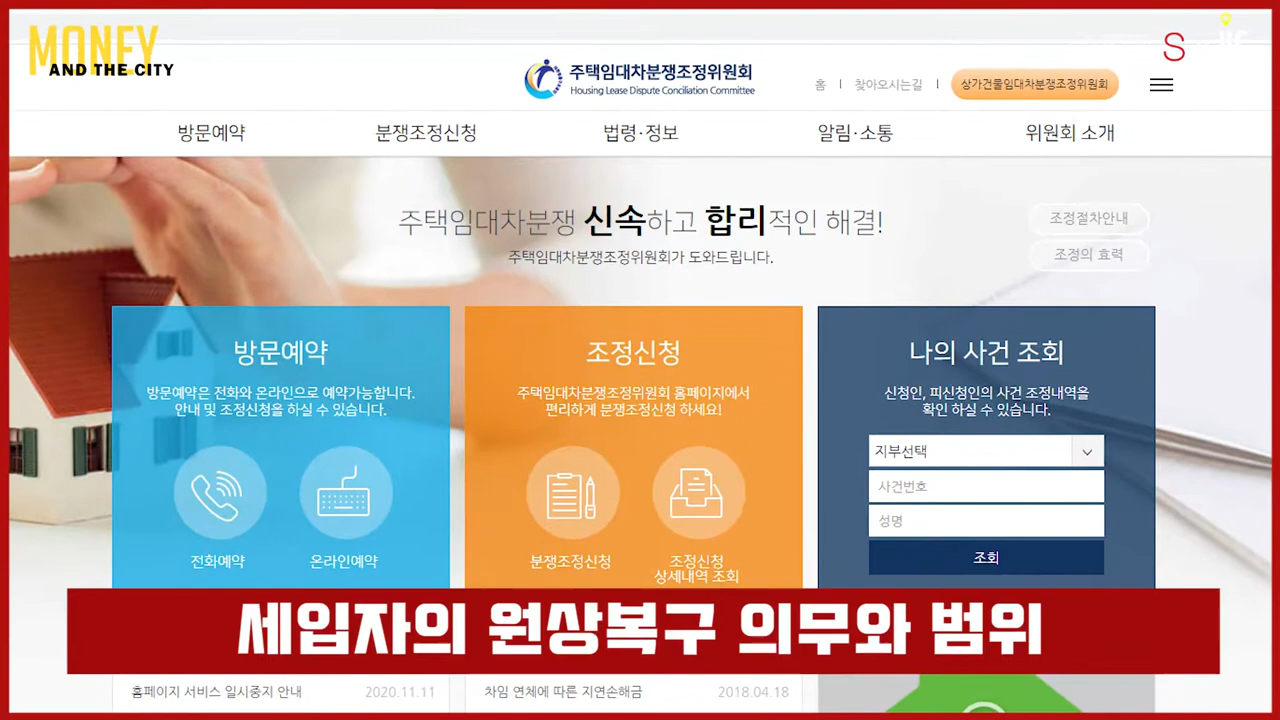 MONEY
AND THE CITY
S
주택임대차분쟁조정위원회
Housing Lease Dispute Conciliation Committee
홈 | 찾아오시는길 | 상가건물임대차분쟁조정위원회
방문예약 분쟁조정신청 법령·정보 알림·소통 위원회 소개
주택임대차분쟁 신속하고 합리적인 해결!
주택임대차분쟁조정위원회가 도와드립니다.
조정절차안내
조정의 효력
방문예약
방문예약은 전화와 온라인으로 예약가능합니다.
안내 및 조정신청을 하실 수 있습니다.
전화예약 온라인예약
조정신청
주택임대차분쟁조정위원회 홈페이지에서
편리하게 분쟁조정신청 하세요!
분쟁조정신청
조정신청
상세내역 조회
나의 사건 조회
신청인, 피신청인의 사건 조정내역을
확인 하실 수 있습니다.
지부선택
사건번호
성명
조회
세입자의 원상복구 의무와 범위
홈페이지 서비스 일시중지 안내 2020.11.11
차임 연체에 따른 지연손해금 2018.04.18